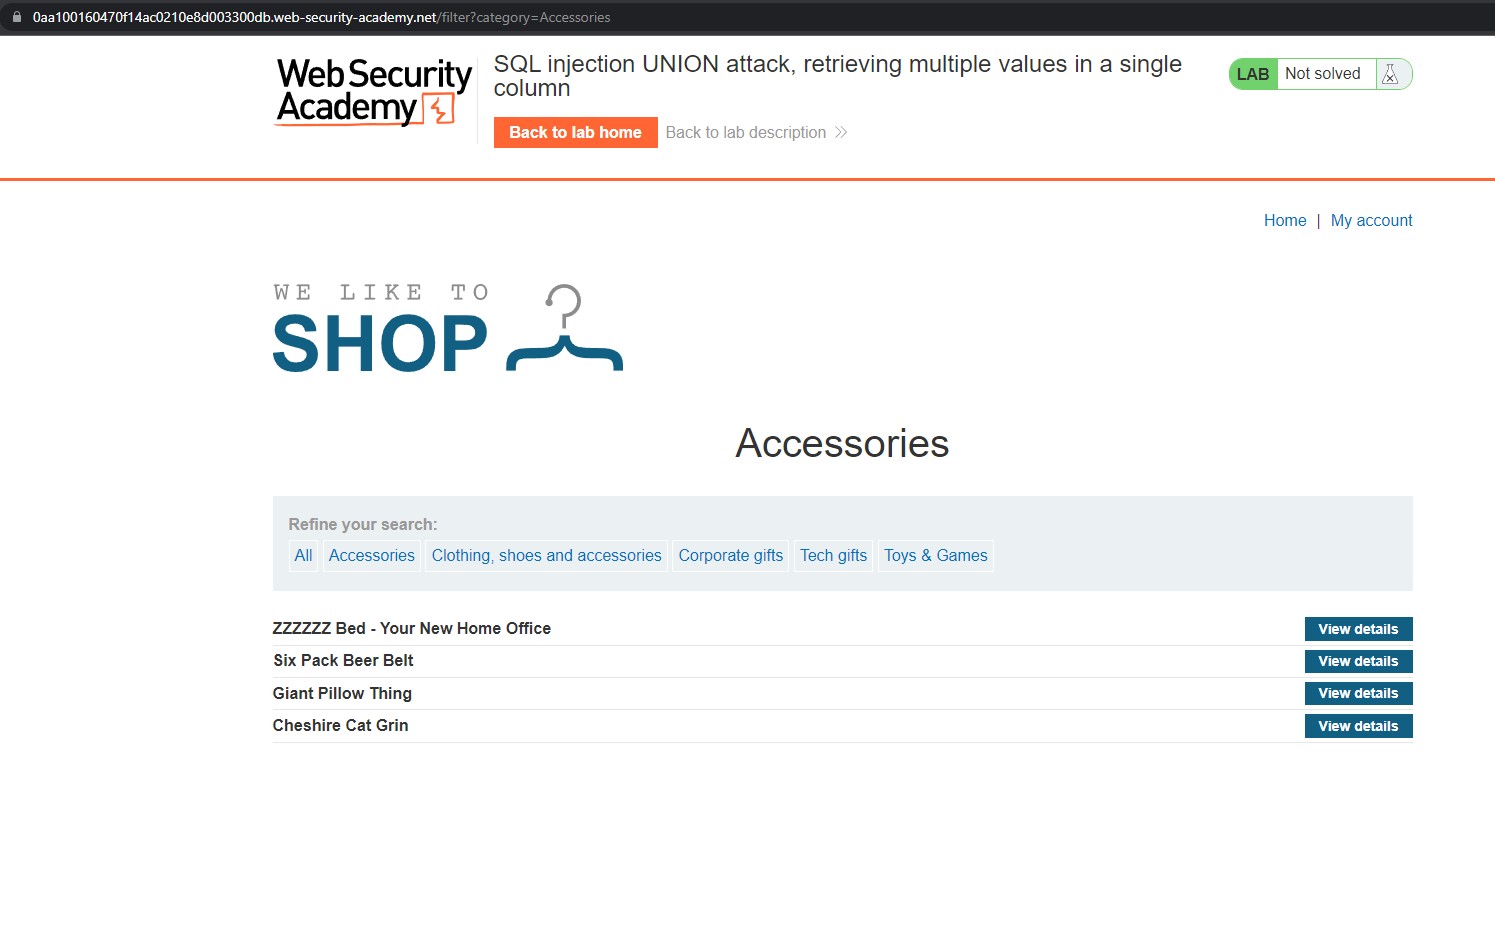 0aa100160470f14ac0210e8d003300db.web-security-academy.net/filter?category=Accessories
WebSecurity
Academy
SQL injection UNION attack, retrieving multiple values in a single
column
Back to lab home Back to lab description
LAB Not solved
Home | My account
WE LIKE TO
SHOP
Accessories
Refine your search:
All Accessories Clothing, shoes and accessories Corporate gifts Tech gifts Toys & Games
ZZZZZZ Bed - Your New Home Office View details
Six Pack Beer Belt View details
Giant Pillow Thing View details
Cheshire Cat Grin View details